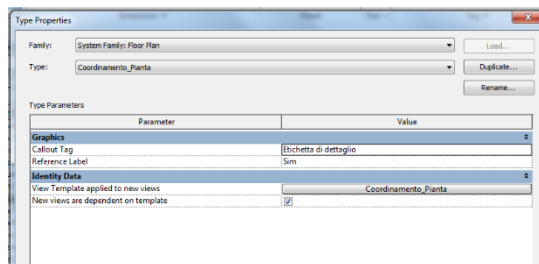 Type Properties
Family: System Family: Floor Plan Load...
Type: Coordinamento_Pianta Duplicate...
Rename...
Type Parameters
Parameter Value
Graphics
Callout Tag Etichetta di dettaglio
Reference Label Sim
Identity Data
View Template applied to new views Coordinamento_Pianta
New views are dependent on template